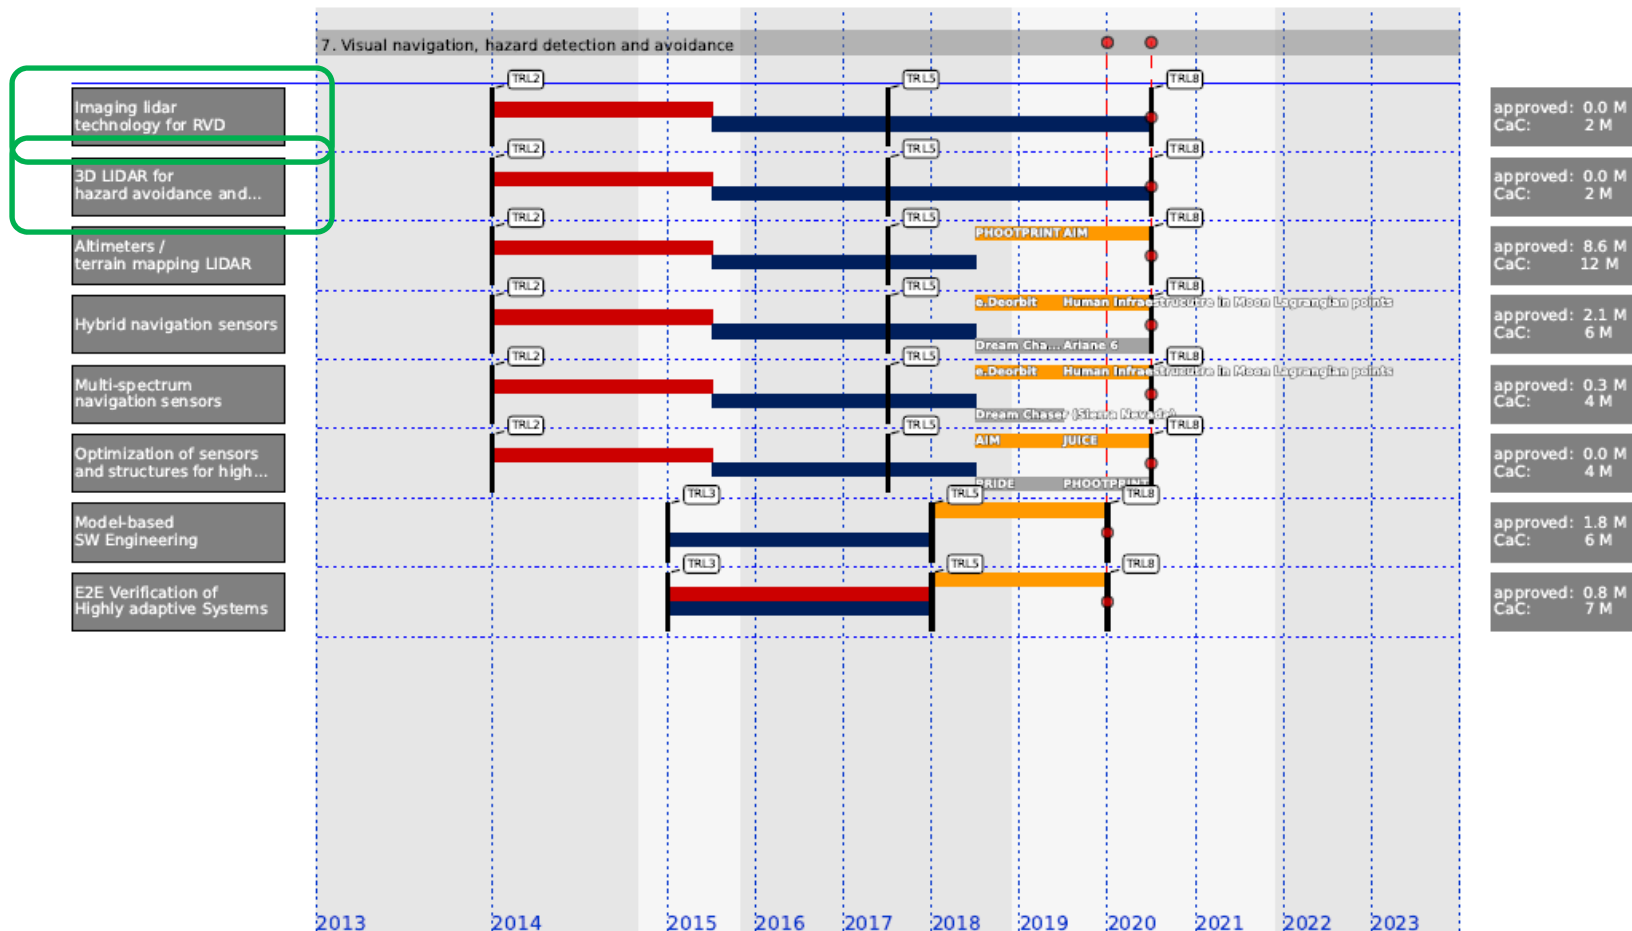 7. Visual navigation, hazard detection and avoidance
TRL2
TRL5
TRL8
Imaging lidar
technology for RVD
approved: 0.0 M
CaC: 2 M
TRL2
TRL5
TRL8
3D LIDAR for
hazard avoidance and...
approved: 0.0 M
CaC: 2 M
TRL2
TRL5
TRL8
PHOOTPRINT AIM
Altimeters /
terrain mapping LIDAR
approved: 8.6 M
CaC: 12 M
TRL2
TRL5
TRL8
e.Deorbit Human Infraestrucutre in Moon Lagrangian points
Hybrid navigation sensors
Dream Cha... Ariane 6
approved: 2.1 M
CaC: 6 M
TRL2
TRL5
TRL8
e.Deorbit Human Infraestrucutre in Moon Lagrangian points
Multi-spectrum
navigation sensors
Dream Chaser (Sierra Nevada)
approved: 0.3 M
CaC: 4 M
TRL2
TRL5
TRL8
AIM JUICE
Optimization of sensors
and structures for high...
PRIDE PHOOTPRINT
approved: 0.0 M
CaC: 4 M
TRL3
TRL5
TRL8
Model-based
SW Engineering
approved: 1.8 M
CaC: 6 M
TRL3
TRL5
TRL8
E2E Verification of
Highly adaptive Systems
approved: 0.8 M
CaC: 7 M
2013 2014 2015 2016 2017 2018 2019 2020 2021 2022 2023